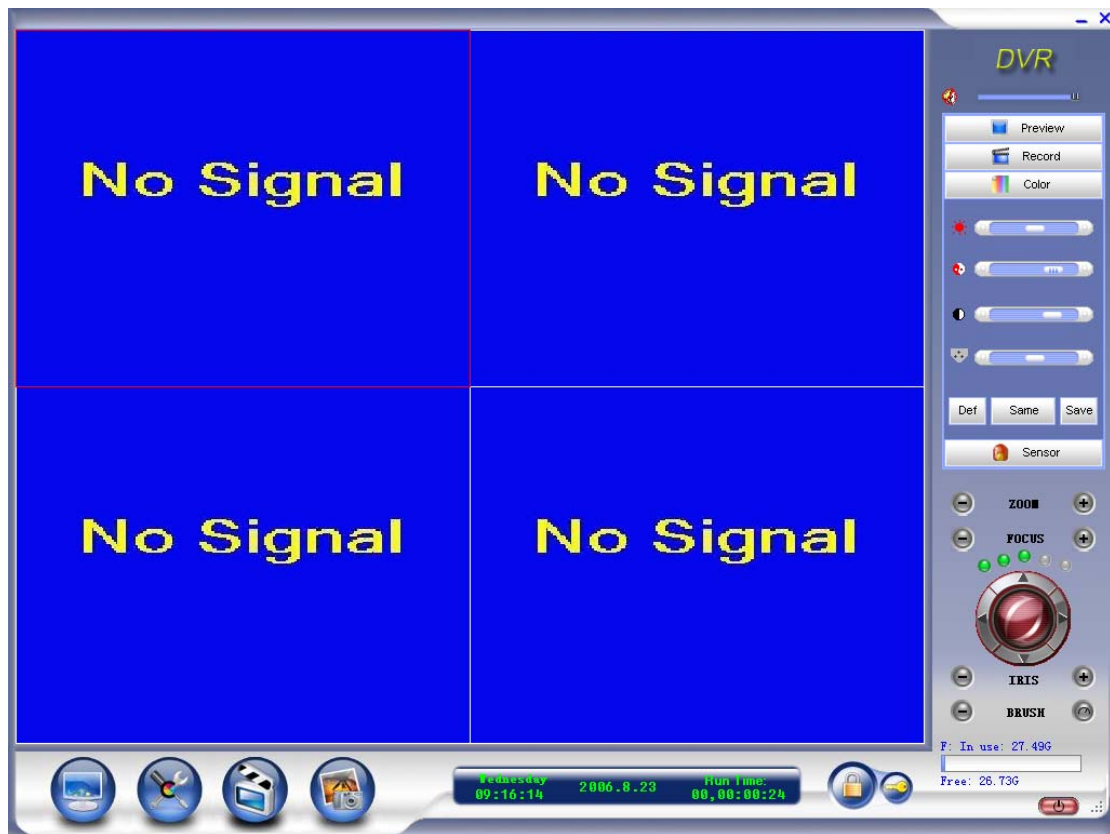 DVR
No Signal
No Signal
Preview
Record
Color
Def Same Save
Sensor
No Signal
No Signal
ZOOM
FOCUS
IRIS
BRUSH
F: In use: 27.49G
Free: 26.73G
Wednesday
09:16:14
2006.8.23
Run Time:
00,00:00:24